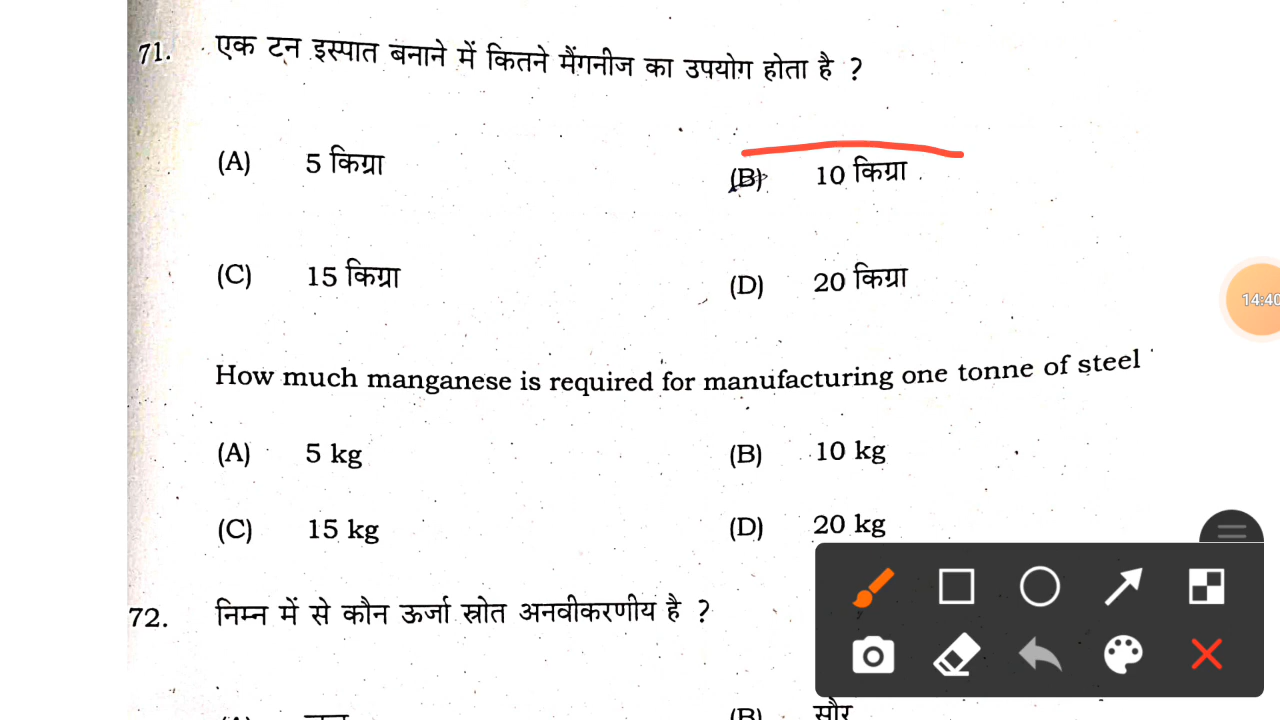 71. एक टन इस्पात बनाने में कितने मैंगनीज का उपयोग होता है ?
(A) 5 किग्रा (B) 10 किग्रा
(C) 15 किग्रा (D) 20 किग्रा
How much manganese is required for manufacturing one tonne of steel
(A) 5 kg (B) 10 kg
(C) 15 kg (D) 20 kg
72. निम्न में से कौन ऊर्जा स्रोत अनवीकरणीय है ?
(A) (B) सौर
14:40